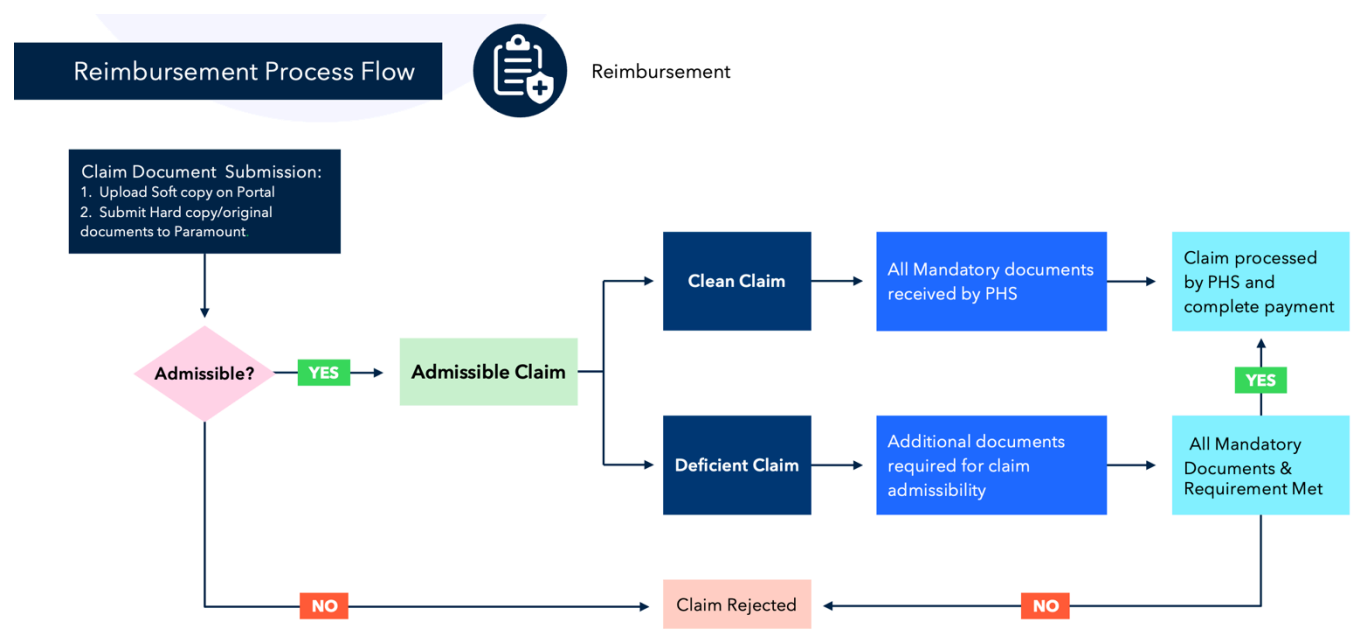 Reimbursement Process Flow
Reimbursement
Claim Document Submission:
1. Upload Soft copy on Portal
2. Submit Hard copy/original
documents to Paramount.
Admissible?
YES
Admissible Claim
Clean Claim
All Mandatory documents
received by PHS
Claim processed
by PHS and
complete payment
YES
Deficient Claim
Additional documents
required for claim
admissibility
All Mandatory
Documents &
Requirement Met
NO
Claim Rejected
NO